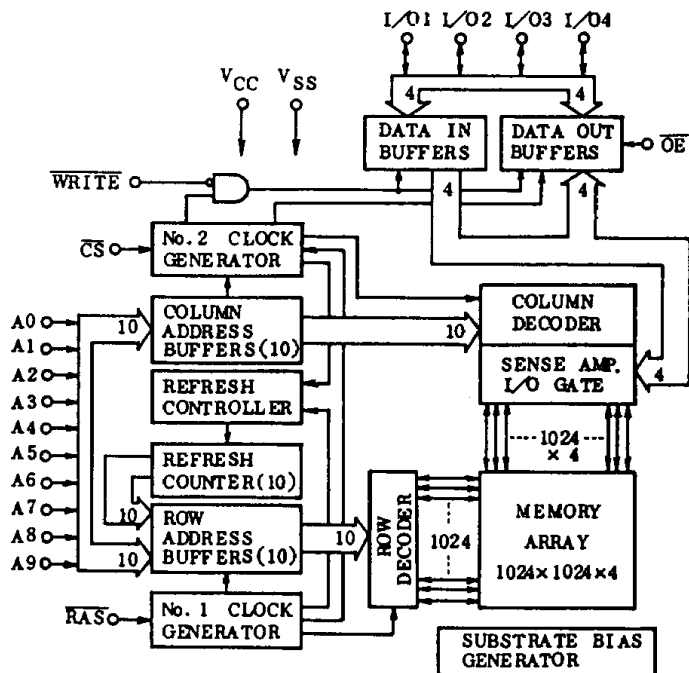 I/O1 I/O2 I/O3 I/O4
VCC VSS
4 4
DATA IN
BUFFERS
DATA OUT
BUFFERS
OE
WRITE
4 4
CS
No.2 CLOCK
GENERATOR
A0
A1
A2
A3
A4
A5
A6
A7
A8
A9
10
COLUMN
ADDRESS
BUFFERS(10)
10
COLUMN
DECODER
SENSE AMP.
I/O GATE
4
REFRESH
CONTROLLER
1024
× 4
REFRESH
COUNTER(10)
10
10
ROW
ADDRESS
BUFFERS(10)
10
ROW
DECODER
1024
MEMORY
ARRAY
1024×1024×4
RAS
No.1 CLOCK
GENERATOR
SUBSTRATE BIAS
GENERATOR